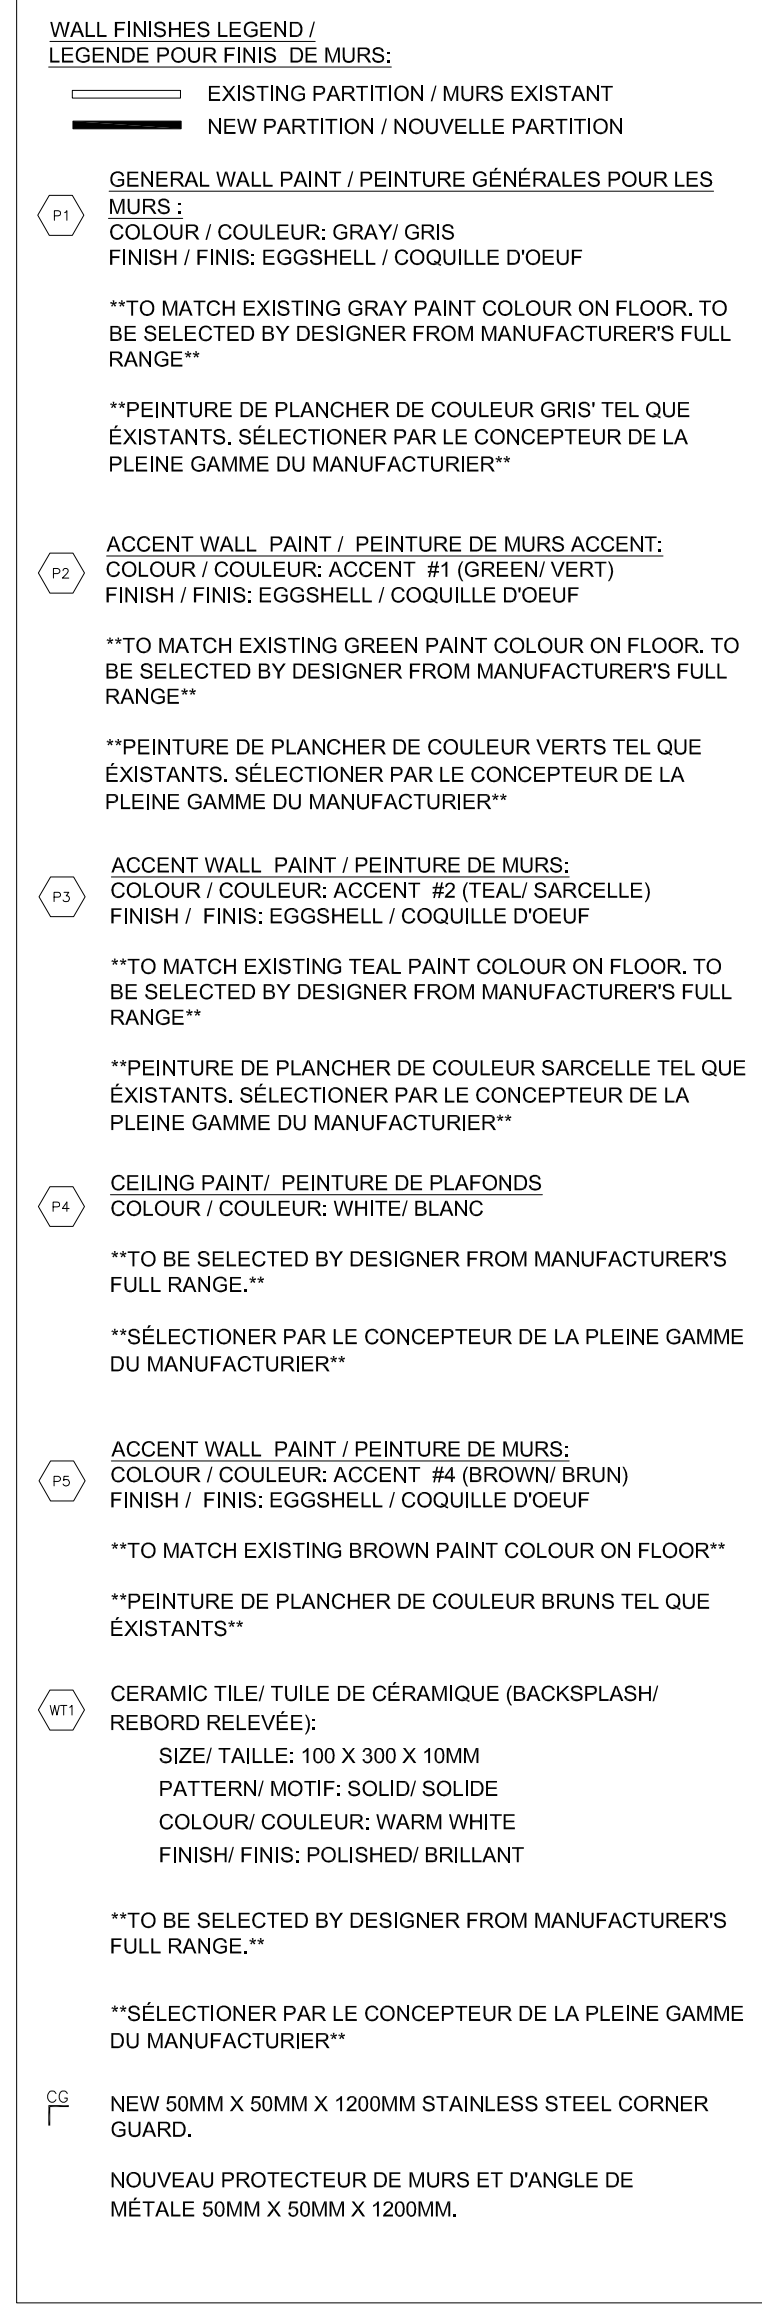 WALL FINISHES LEGEND /
LEGENDE POUR FINIS DE MURS:
EXISTING PARTITION / MURS EXISTANT
NEW PARTITION / NOUVELLE PARTITION
P1
GENERAL WALL PAINT / PEINTURE GÉNÉRALES POUR LES
MURS :
COLOUR / COULEUR: GRAY/ GRIS
FINISH / FINIS: EGGSHELL / COQUILLE D'OEUF
**TO MATCH EXISTING GRAY PAINT COLOUR ON FLOOR. TO
BE SELECTED BY DESIGNER FROM MANUFACTURER'S FULL
RANGE**
**PEINTURE DE PLANCHER DE COULEUR GRIS' TEL QUE
ÉXISTANTS. SÉLECTIONER PAR LE CONCEPTEUR DE LA
PLEINE GAMME DU MANUFACTURIER**
P2
ACCENT WALL PAINT / PEINTURE DE MURS ACCENT:
COLOUR / COULEUR: ACCENT #1 (GREEN/ VERT)
FINISH / FINIS: EGGSHELL / COQUILLE D'OEUF
**TO MATCH EXISTING GREEN PAINT COLOUR ON FLOOR. TO
BE SELECTED BY DESIGNER FROM MANUFACTURER'S FULL
RANGE**
**PEINTURE DE PLANCHER DE COULEUR VERTS TEL QUE
ÉXISTANTS. SÉLECTIONER PAR LE CONCEPTEUR DE LA
PLEINE GAMME DU MANUFACTURIER**
P3
ACCENT WALL PAINT / PEINTURE DE MURS:
COLOUR / COULEUR: ACCENT #2 (TEAL/ SARCELLE)
FINISH / FINIS: EGGSHELL / COQUILLE D'OEUF
**TO MATCH EXISTING TEAL PAINT COLOUR ON FLOOR. TO
BE SELECTED BY DESIGNER FROM MANUFACTURER'S FULL
RANGE**
**PEINTURE DE PLANCHER DE COULEUR SARCELLE TEL QUE
ÉXISTANTS. SÉLECTIONER PAR LE CONCEPTEUR DE LA
PLEINE GAMME DU MANUFACTURIER**
P4
CEILING PAINT/ PEINTURE DE PLAFONDS
COLOUR / COULEUR: WHITE/ BLANC
**TO BE SELECTED BY DESIGNER FROM MANUFACTURER'S
FULL RANGE.**
**SÉLECTIONER PAR LE CONCEPTEUR DE LA PLEINE GAMME
DU MANUFACTURIER**
P5
ACCENT WALL PAINT / PEINTURE DE MURS:
COLOUR / COULEUR: ACCENT #4 (BROWN/ BRUN)
FINISH / FINIS: EGGSHELL / COQUILLE D'OEUF
**TO MATCH EXISTING BROWN PAINT COLOUR ON FLOOR**
**PEINTURE DE PLANCHER DE COULEUR BRUNS TEL QUE
ÉXISTANTS**
WT1
CERAMIC TILE/ TUILE DE CÉRAMIQUE (BACKSPLASH/
REBORD RELEVÉE):
SIZE/ TAILLE: 100 X 300 X 10MM
PATTERN/ MOTIF: SOLID/ SOLIDE
COLOUR/ COULEUR: WARM WHITE
FINISH/ FINIS: POLISHED/ BRILLANT
**TO BE SELECTED BY DESIGNER FROM MANUFACTURER'S
FULL RANGE.**
**SÉLECTIONER PAR LE CONCEPTEUR DE LA PLEINE GAMME
DU MANUFACTURIER**
CG
NEW 50MM X 50MM X 1200MM STAINLESS STEEL CORNER
GUARD.
NOUVEAU PROTECTEUR DE MURS ET D'ANGLE DE
MÉTALE 50MM X 50MM X 1200MM.